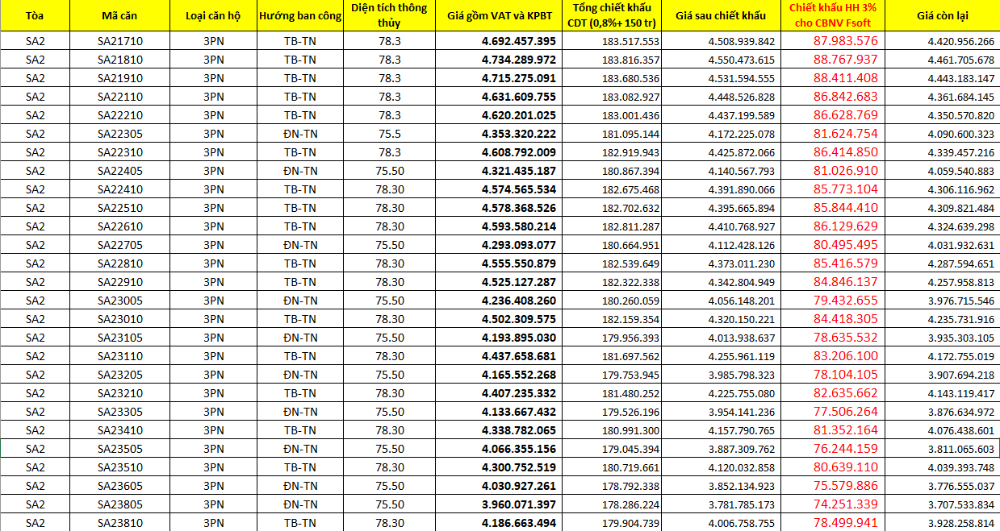 Tòa Mã căn Loại căn hộ Hướng ban công Diện tích thông thủy Giá gồm VAT và KPBT Tổng chiết khấu CDT (0,8%+ 150 tr) Giá sau chiết khấu Chiết khấu HH 3% cho CBNV Fsoft Giá còn lại
SA2 SA21710 3PN TB-TN 78.3 4.692.457.395 183.517.553 4.508.939.842 87.983.576 4.420.956.266
SA2 SA21810 3PN TB-TN 78.3 4.734.289.972 183.816.357 4.550.473.615 88.767.937 4.461.705.678
SA2 SA21910 3PN TB-TN 78.3 4.715.275.091 183.680.536 4.531.594.555 88.411.408 4.443.183.147
SA2 SA22110 3PN TB-TN 78.3 4.631.609.755 183.082.927 4.448.526.828 86.842.683 4.361.684.145
SA2 SA22210 3PN TB-TN 78.3 4.620.201.025 183.001.436 4.437.199.589 86.628.769 4.350.570.820
SA2 SA22305 3PN ĐN-TN 75.5 4.353.320.222 181.095.144 4.172.225.078 81.624.754 4.090.600.323
SA2 SA22310 3PN TB-TN 78.3 4.608.792.009 182.919.943 4.425.872.066 86.414.850 4.339.457.216
SA2 SA22405 3PN ĐN-TN 75.50 4.321.435.187 180.867.394 4.140.567.793 81.026.910 4.059.540.883
SA2 SA22410 3PN TB-TN 78.30 4.574.565.534 182.675.468 4.391.890.066 85.773.104 4.306.116.962
SA2 SA22510 3PN TB-TN 78.30 4.578.368.526 182.702.632 4.395.665.894 85.844.410 4.309.821.484
SA2 SA22610 3PN TB-TN 78.30 4.593.580.214 182.811.287 4.410.768.927 86.129.629 4.324.639.298
SA2 SA22705 3PN ĐN-TN 75.50 4.293.093.077 180.664.951 4.112.428.126 80.495.495 4.031.932.631
SA2 SA22810 3PN TB-TN 78.30 4.555.550.879 182.539.649 4.373.011.230 85.416.579 4.287.594.651
SA2 SA22910 3PN TB-TN 78.30 4.525.127.287 182.322.338 4.342.804.949 84.846.137 4.257.958.813
SA2 SA23005 3PN ĐN-TN 75.50 4.236.408.260 180.260.059 4.056.148.201 79.432.655 3.976.715.546
SA2 SA23010 3PN TB-TN 78.30 4.502.309.575 182.159.354 4.320.150.221 84.418.305 4.235.731.916
SA2 SA23105 3PN ĐN-TN 75.50 4.193.895.030 179.956.393 4.013.938.637 78.635.532 3.935.303.105
SA2 SA23110 3PN TB-TN 78.30 4.437.658.681 181.697.562 4.255.961.119 83.206.100 4.172.755.019
SA2 SA23205 3PN ĐN-TN 75.50 4.165.552.268 179.753.945 3.985.798.323 78.104.105 3.907.694.218
SA2 SA23210 3PN TB-TN 78.30 4.407.235.332 181.480.252 4.225.755.080 82.635.662 4.143.119.417
SA2 SA23305 3PN ĐN-TN 75.50 4.133.667.432 179.526.196 3.954.141.236 77.506.264 3.876.634.972
SA2 SA23410 3PN TB-TN 78.30 4.338.782.065 180.991.300 4.157.790.765 81.352.164 4.076.438.601
SA2 SA23505 3PN ĐN-TN 75.50 4.066.355.156 179.045.394 3.887.309.762 76.244.159 3.811.065.603
SA2 SA23510 3PN TB-TN 78.30 4.300.752.519 180.719.661 4.120.032.858 80.639.110 4.039.393.748
SA2 SA23605 3PN ĐN-TN 75.50 4.030.927.261 178.792.338 3.852.134.923 75.579.886 3.776.555.037
SA2 SA23805 3PN ĐN-TN 75.50 3.960.071.397 178.286.224 3.781.785.173 74.251.339 3.707.533.834
SA2 SA23810 3PN TB-TN 78.30 4.186.663.494 179.904.739 4.006.758.755 78.499.941 3.928.258.814